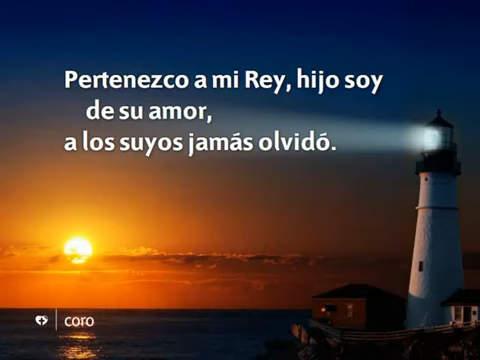 Pertenezco a mi Rey, hijo soy
de su amor,
a los suyos jamás olvidó.
coro